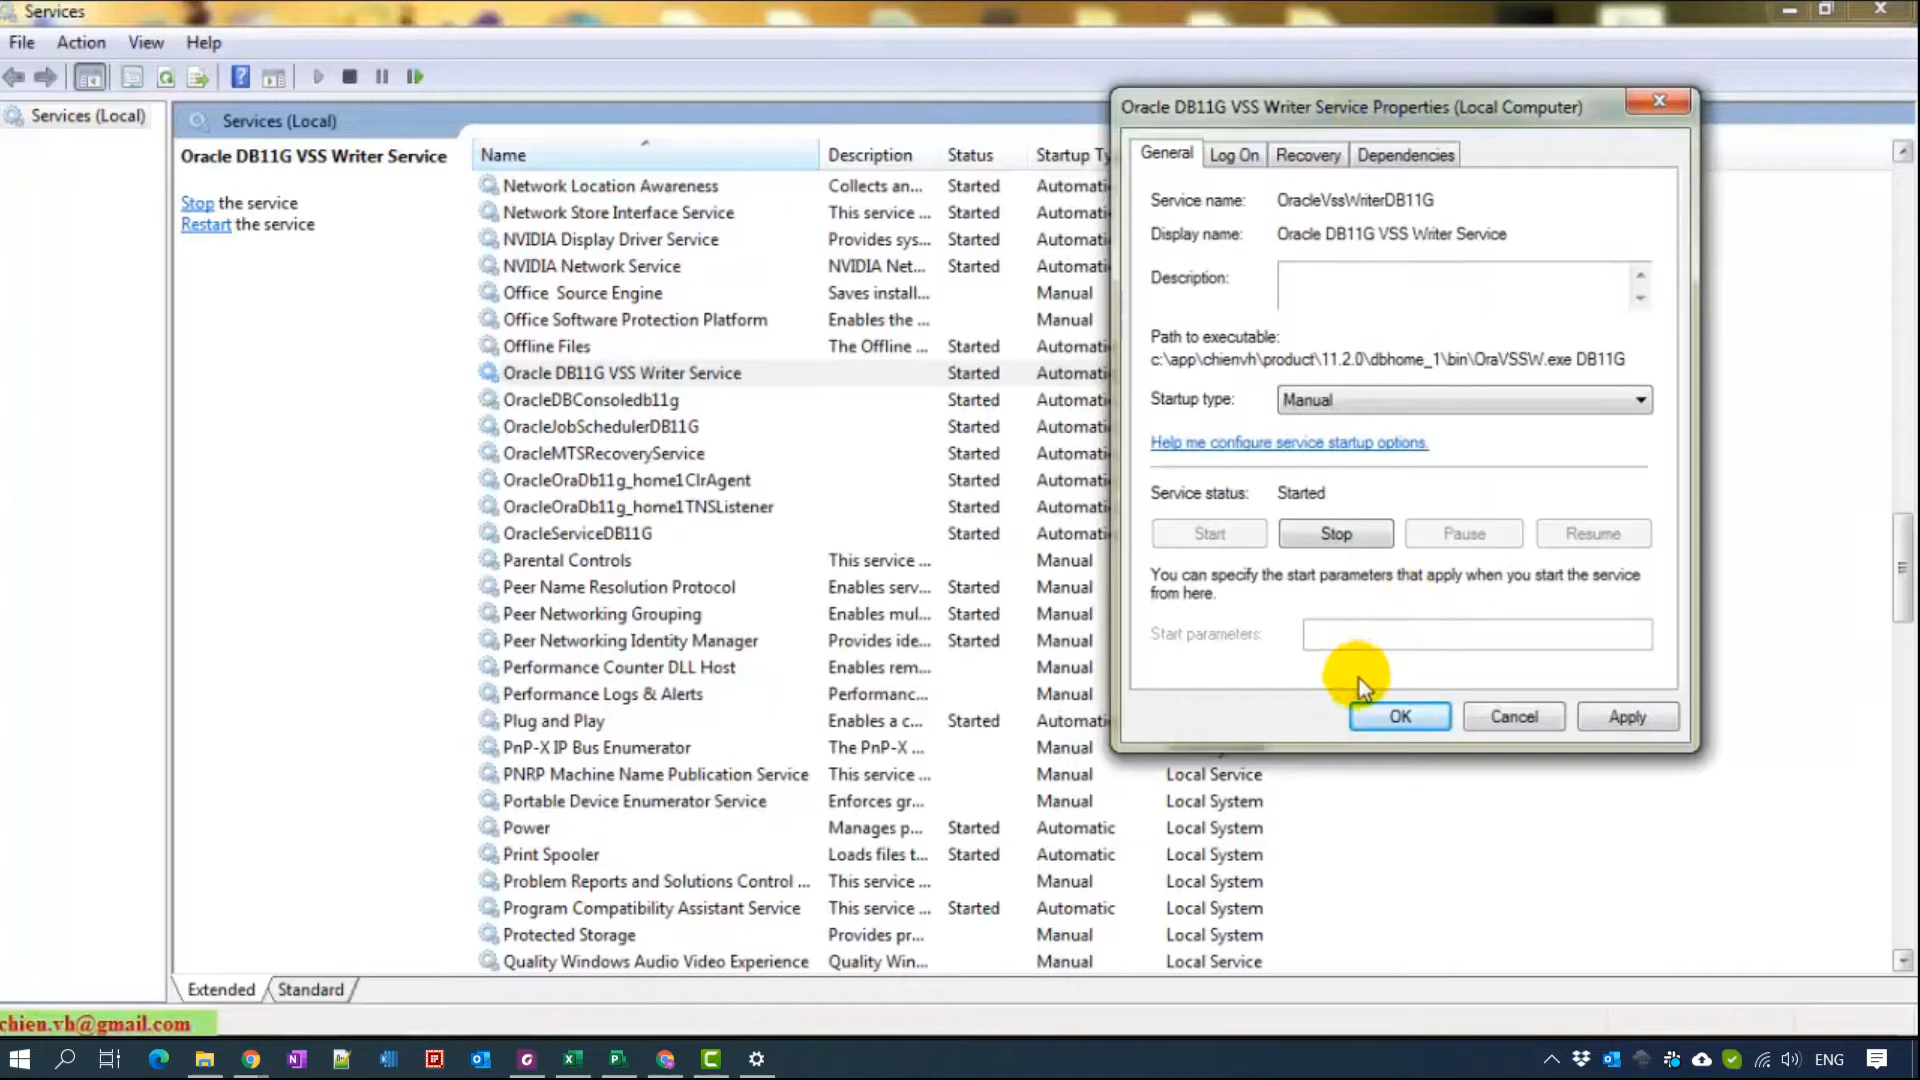 Services
File Action View Help
Services (Local)
Services (Local)
Oracle DB11G VSS Writer Service
Stop the service
Restart the service
Name Description Status Startup Ty
Network Location Awareness Collects an... Started Automati
Network Store Interface Service This service ... Started Automati
NVIDIA Display Driver Service Provides sys... Started Automati
NVIDIA Network Service NVIDIA Net... Started Automati
Office Source Engine Saves install... Manual
Office Software Protection Platform Enables the ... Manual
Offline Files The Offline ... Started Automati
Oracle DB11G VSS Writer Service Started Automati
OracleDBConsoledb11g Started Automati
OracleJobSchedulerDB11G Started Automati
OracleMTSRecoveryService Started Automati
OracleOraDb11g_home1ClrAgent Started Automati
OracleOraDb11g_home1TNSListener Started Automati
OracleServiceDB11G Started Automati
Parental Controls This service ... Manual
Peer Name Resolution Protocol Enables serv... Started Manual
Peer Networking Grouping Enables mul... Started Manual
Peer Networking Identity Manager Provides ide... Started Manual
Performance Counter DLL Host Enables rem... Manual
Performance Logs & Alerts Performanc... Manual
Plug and Play Enables a c... Started Automati
PnP-X IP Bus Enumerator The PnP-X ... Manual
PNRP Machine Name Publication Service This service ... Manual Local Service
Portable Device Enumerator Service Enforces gr... Manual Local System
Power Manages p... Started Automatic Local System
Print Spooler Loads files t... Started Automatic Local System
Problem Reports and Solutions Control ... This service ... Manual Local System
Program Compatibility Assistant Service This service ... Started Automatic Local System
Protected Storage Provides pr... Manual Local System
Quality Windows Audio Video Experience Quality Win... Manual Local Service
Extended Standard
Oracle DB11G VSS Writer Service Properties (Local Computer)
General Log On Recovery Dependencies
Service name: OracleVssWriterDB11G
Display name: Oracle DB11G VSS Writer Service
Description:
Path to executable:
c:\app\chienvh\product\11.2.0\dbhome_1\bin\OraVSSW.exe DB11G
Startup type: Manual
Help me configure service startup options.
Service status: Started
Start Stop Pause Resume
You can specify the start parameters that apply when you start the service
from here.
Start parameters:
OK Cancel Apply
chien.vh@gmail.com
ENG